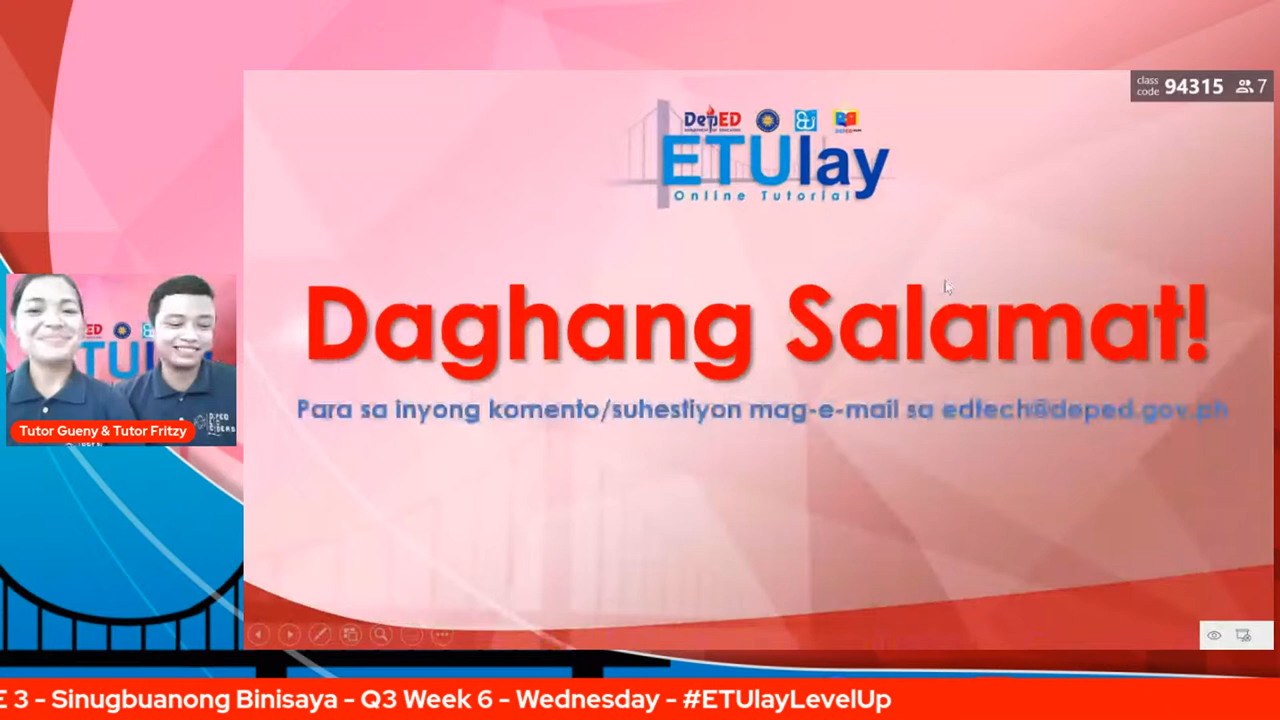 class code 94315 7
DepED
ETUlay
Online Tutorial
Daghang Salamat!
Para sa inyong komento/suhestiyon mag-e-mail sa edtech@deped.gov.ph
Tutor Gueny & Tutor Fritzy
E 3 - Sinugbuanong Binisaya - Q3 Week 6 - Wednesday - #ETUlayLevelUp